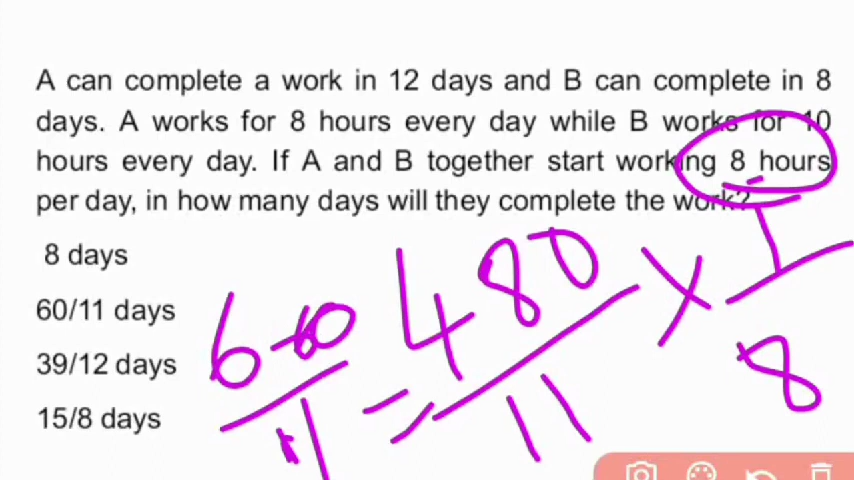 A can complete a work in 12 days and B can complete in 8
days. A works for 8 hours every day while B works for 10
hours every day. If A and B together start working 8 hours
per day, in how many days will they complete the work?
8 days
60/11 days
39/12 days
15/8 days
480/11 × 1/8
= 60/11